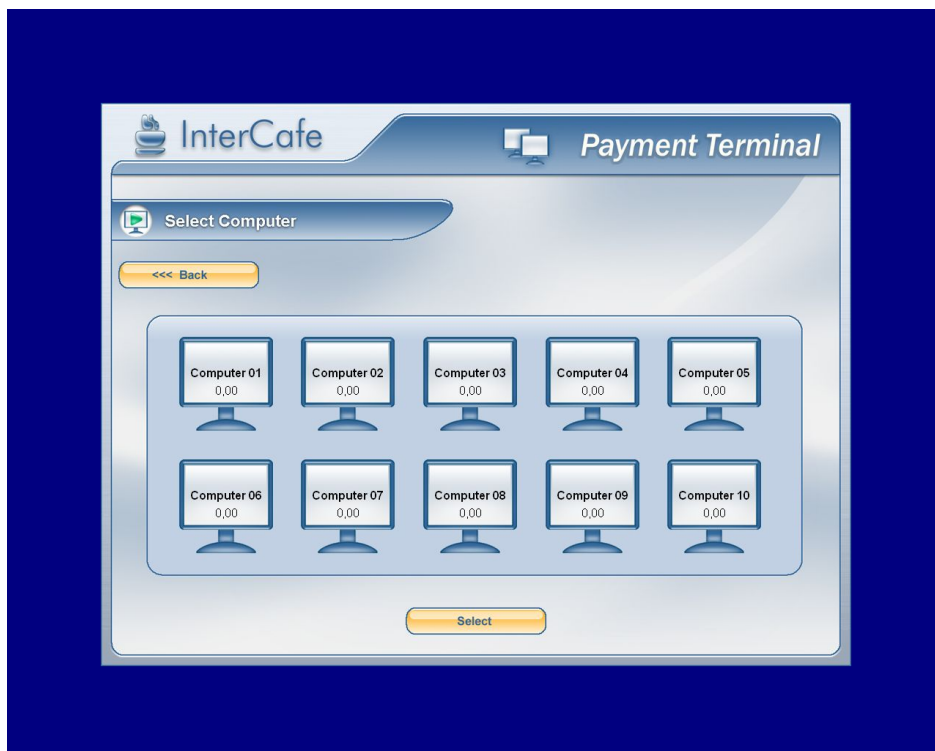 InterCafe
Payment Terminal
Select Computer
<<< Back
Computer 01
0,00
Computer 02
0,00
Computer 03
0,00
Computer 04
0,00
Computer 05
0,00
Computer 06
0,00
Computer 07
0,00
Computer 08
0,00
Computer 09
0,00
Computer 10
0,00
Select